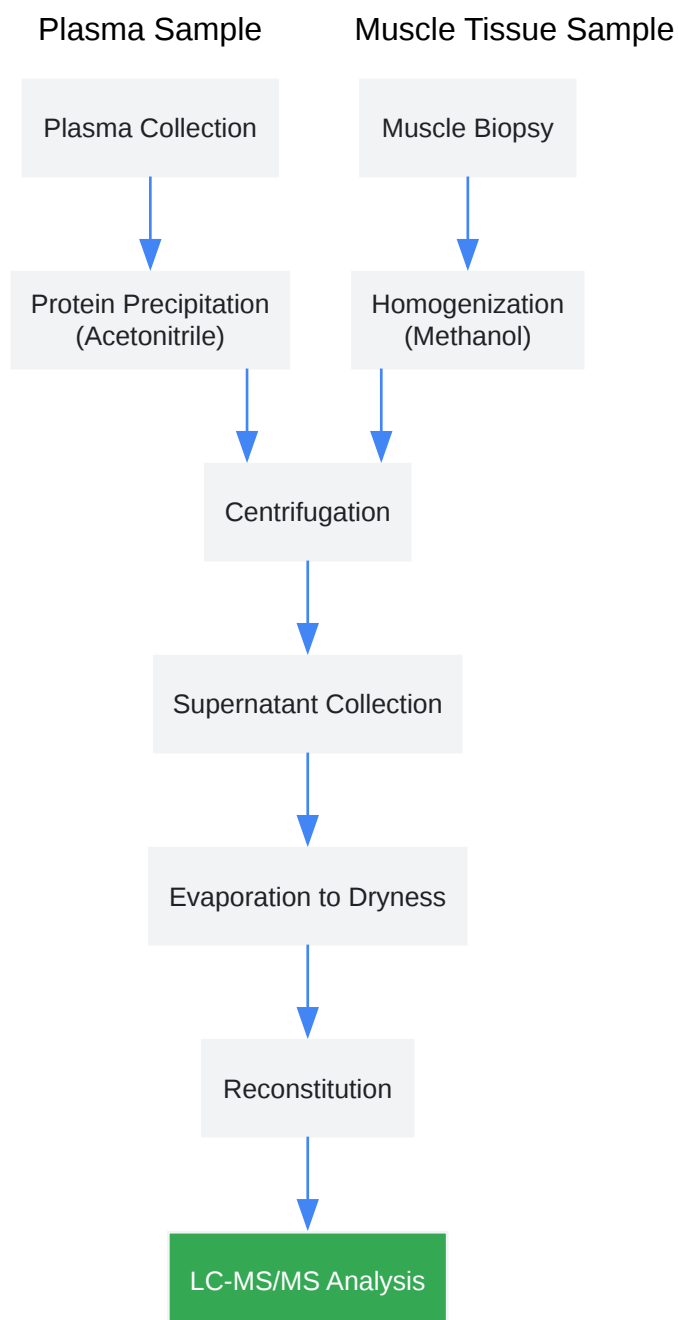 Plasma Sample
Muscle Tissue Sample
Plasma Collection
Muscle Biopsy
Protein Precipitation
(Acetonitrile)
Homogenization
(Methanol)
Centrifugation
Supernatant Collection
Evaporation to Dryness
Reconstitution
LC-MS/MS Analysis